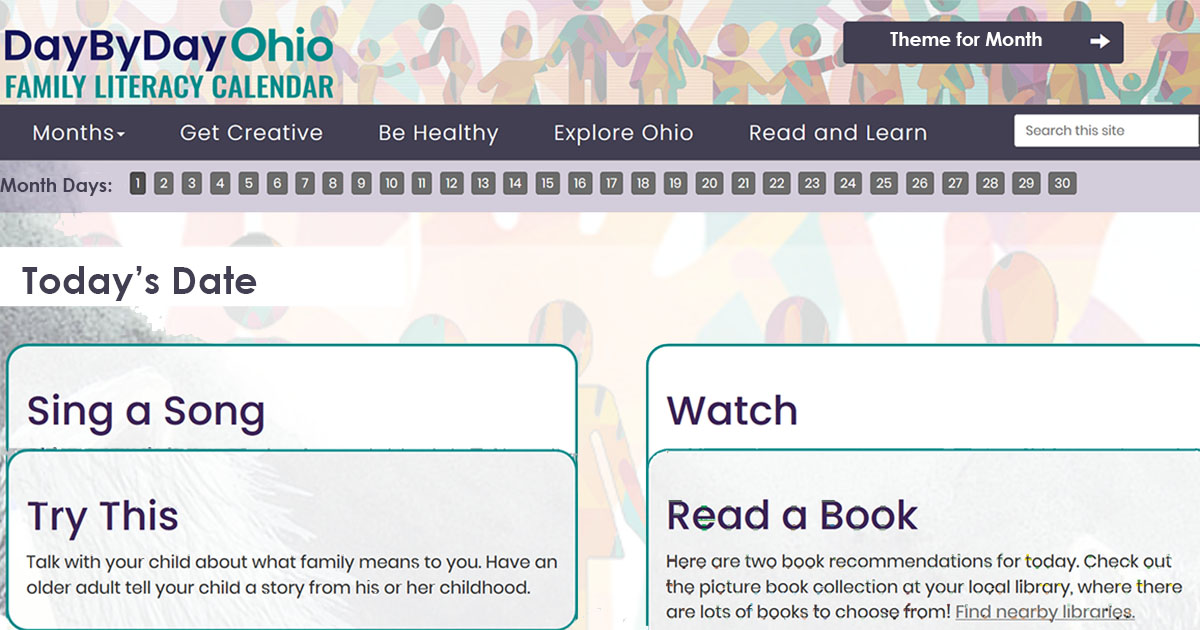 DayByDayOhio
FAMILY LITERACY CALENDAR
Theme for Month
Months
Get Creative
Be Healthy
Explore Ohio
Read and Learn
Search this site
Month Days: 1 2 3 4 5 6 7 8 9 10 11 12 13 14 15 16 17 18 19 20 21 22 23 24 25 26 27 28 29 30
Today's Date
Sing a Song
Watch
Try This
Talk with your child about what family means to you. Have an
older adult tell your child a story from his or her childhood.
Read a Book
Here are two book recommendations for today. Check out
the picture book collection at your local library, where there
are lots of books to choose from! Find nearby libraries.